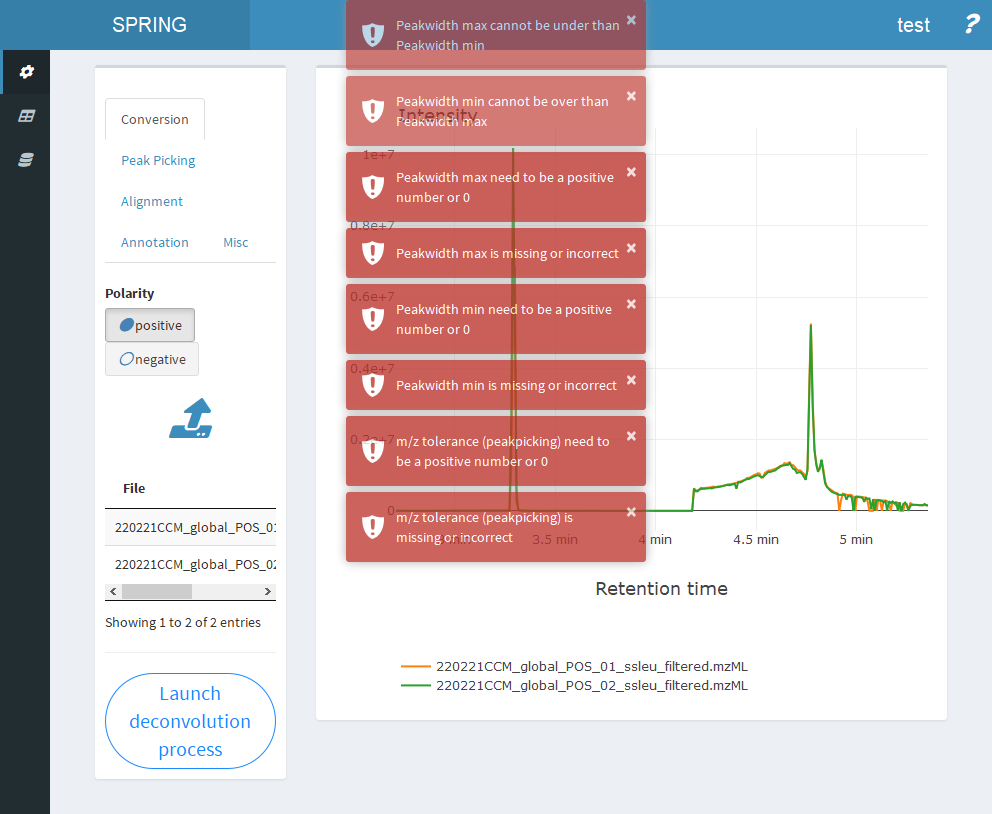 SPRING
test
?
Conversion
Peak Picking
Alignment
Annotation Misc
Polarity
positive
negative
File
220221CCM_global_POS_01
220221CCM_global_POS_02
Showing 1 to 2 of 2 entries
Launch
deconvolution
process
Peakwidth max cannot be under than
Peakwidth min
×
Peakwidth min cannot be over than
Peakwidth max
×
Peakwidth max need to be a positive
number or 0
×
Peakwidth max is missing or incorrect
×
Peakwidth min need to be a positive
number or 0
×
Peakwidth min is missing or incorrect
×
m/z tolerance (peakpicking) need to
be a positive number or 0
×
m/z tolerance (peakpicking) is
missing or incorrect
×
Intensity
1e+7
0.8e+7
0.6e+7
0.4e+7
0.2e+7
0
3.5 min 4 min 4.5 min 5 min
Retention time
220221CCM_global_POS_01_ssleu_filtered.mzML
220221CCM_global_POS_02_ssleu_filtered.mzML